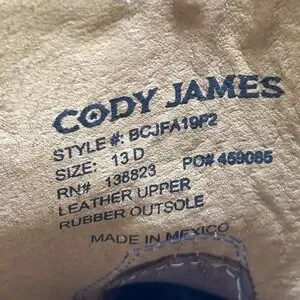 CODY JAMES
STYLE #: BCJFA19P2
SIZE: 13 D PO# 459085
RN# 136823
LEATHER UPPER
RUBBER OUTSOLE
MADE IN MEXICO